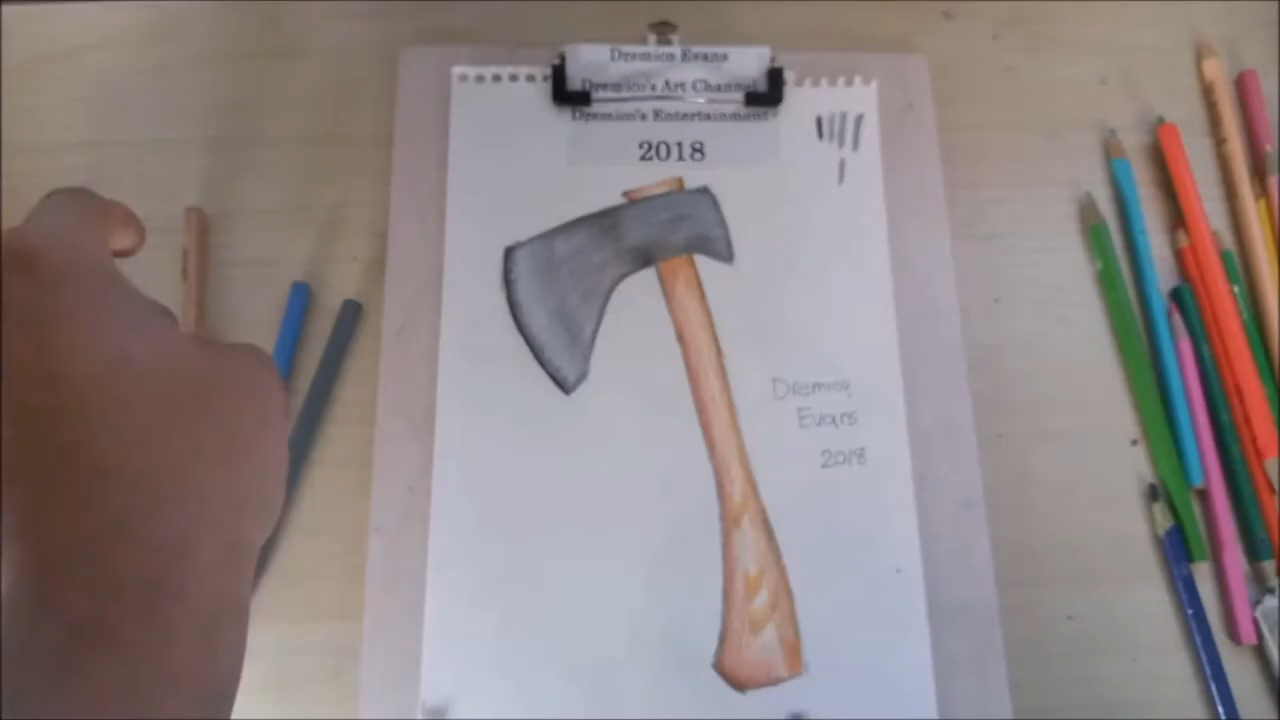 Dremico Evans
Dremico's Art Channel
Dremico's Entertainment
2018
Dremico
Evans
2018